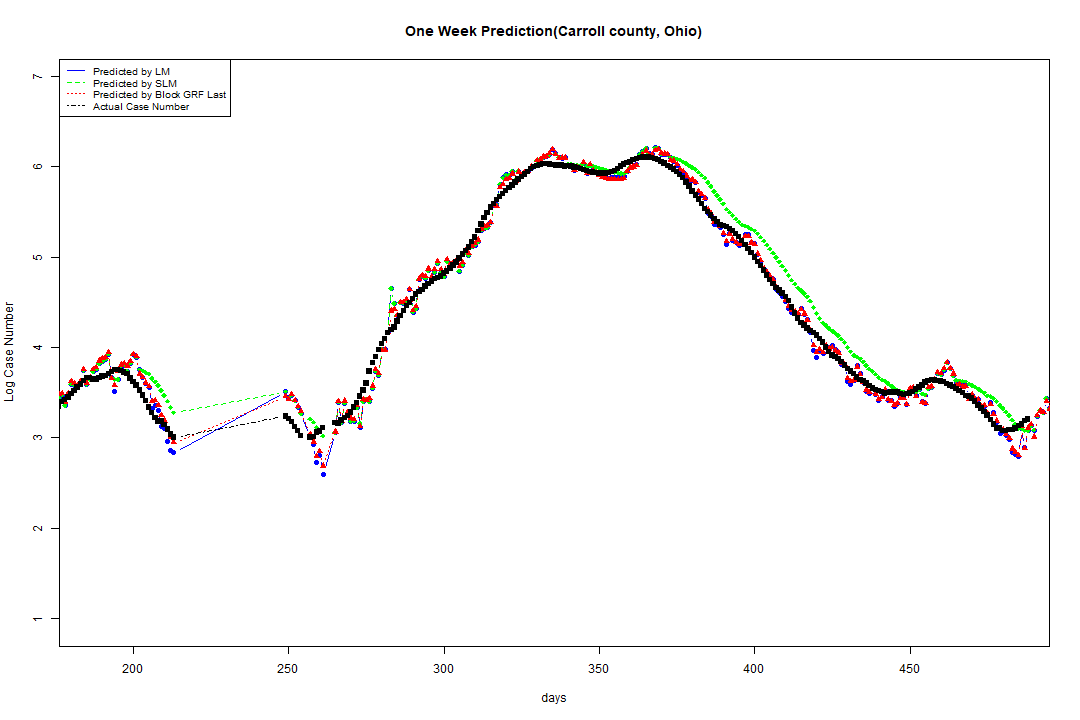 One Week Prediction(Carroll county, Ohio)
Predicted by LM
Predicted by SLM
Predicted by Block GRF Last
Actual Case Number
7
6
5
4
3
2
1
Log Case Number
200 250 300 350 400 450
days